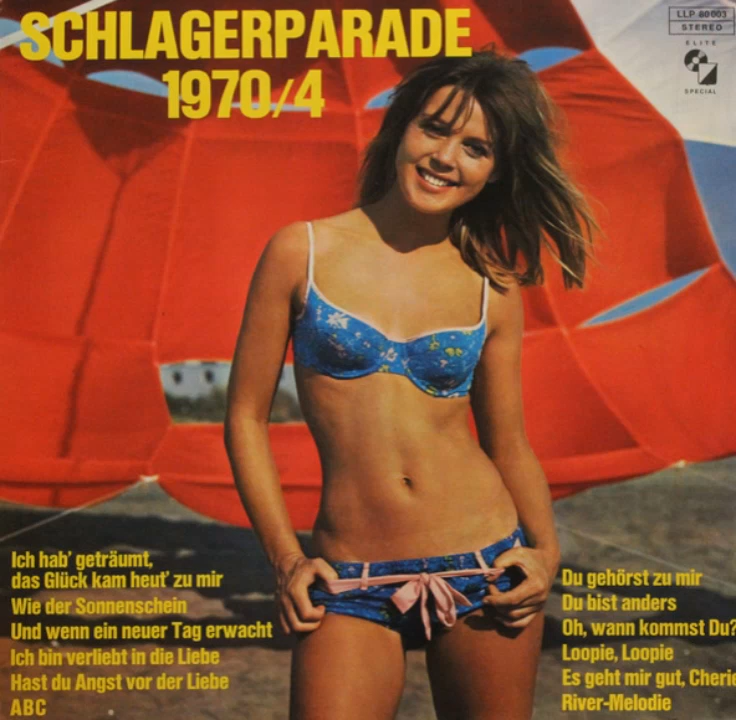 SCHLAGERPARADE
1970/4
LLP 80003
STEREO
ELITE
SPECIAL
Ich hab' geträumt,
das Glück kam heut' zu mir
Wie der Sonnenschein
Und wenn ein neuer Tag erwacht
Ich bin verliebt in die Liebe
Hast du Angst vor der Liebe
ABC
Du gehörst zu mir
Du bist anders
Oh, wann kommst Du?
Loopie, Loopie
Es geht mir gut, Cherie
River-Melodie